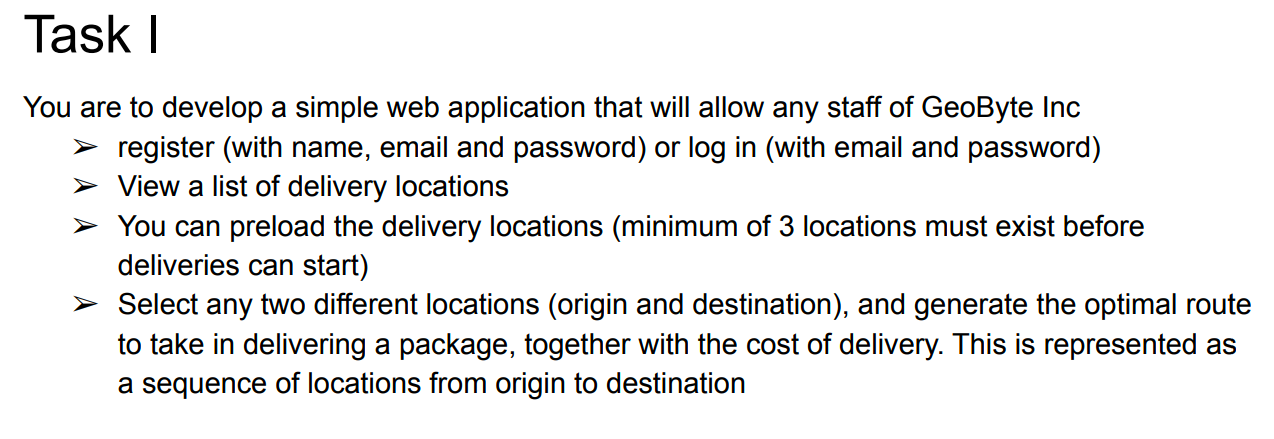 Task I
You are to develop a simple web application that will allow any staff of GeoByte Inc
➢ register (with name, email and password) or log in (with email and password)
➢ View a list of delivery locations
➢ You can preload the delivery locations (minimum of 3 locations must exist before
deliveries can start)
➢ Select any two different locations (origin and destination), and generate the optimal route
to take in delivering a package, together with the cost of delivery. This is represented as
a sequence of locations from origin to destination